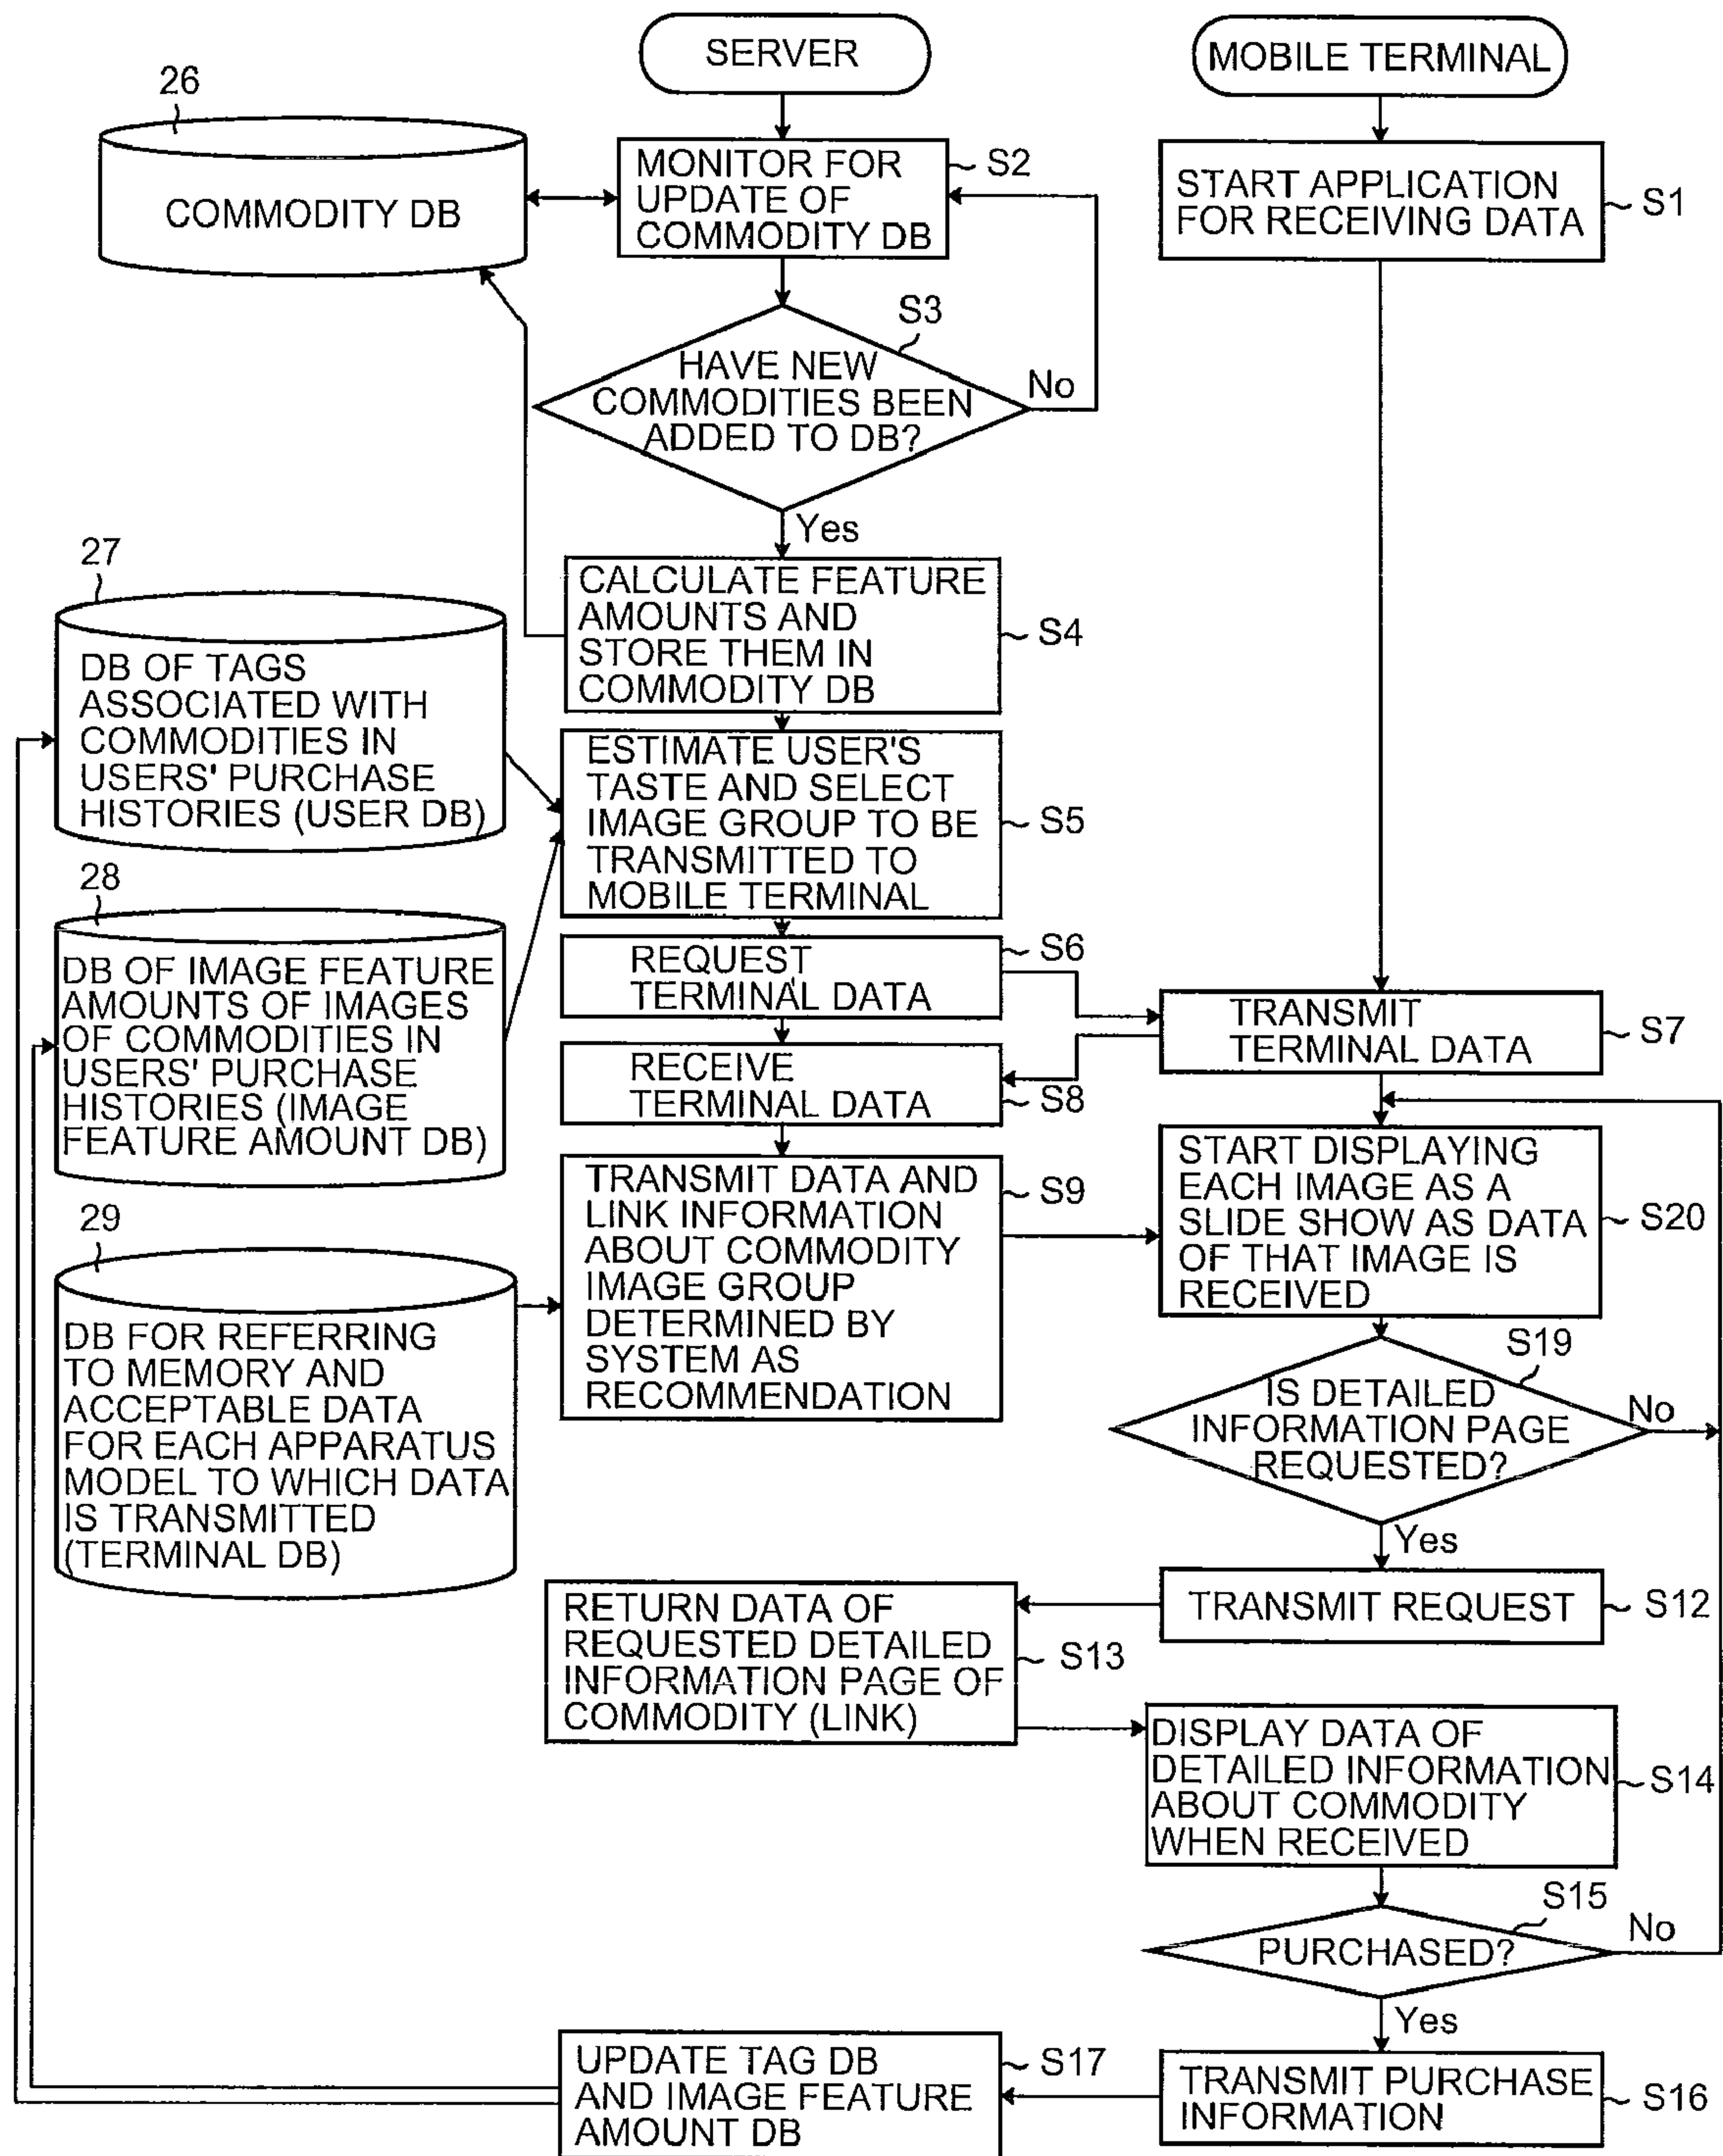 SERVER
MOBILE TERMINAL
26
COMMODITY DB
MONITOR FOR
UPDATE OF
COMMODITY DB
S2
START APPLICATION
FOR RECEIVING DATA
S1
S3
HAVE NEW
COMMODITIES BEEN
ADDED TO DB?
No
Yes
CALCULATE FEATURE
AMOUNTS AND
STORE THEM IN
COMMODITY DB
S4
27
DB OF TAGS
ASSOCIATED WITH
COMMODITIES IN
USERS' PURCHASE
HISTORIES (USER DB)
ESTIMATE USER'S
TASTE AND SELECT
IMAGE GROUP TO BE
TRANSMITTED TO
MOBILE TERMINAL
S5
28
DB OF IMAGE FEATURE
AMOUNTS OF IMAGES
OF COMMODITIES IN
USERS' PURCHASE
HISTORIES (IMAGE
FEATURE AMOUNT DB)
REQUEST
TERMINAL DATA
S6
TRANSMIT
TERMINAL DATA
S7
RECEIVE
TERMINAL DATA
S8
29
DB FOR REFERRING
TO MEMORY AND
ACCEPTABLE DATA
FOR EACH APPARATUS
MODEL TO WHICH DATA
IS TRANSMITTED
(TERMINAL DB)
TRANSMIT DATA AND
LINK INFORMATION
ABOUT COMMODITY
IMAGE GROUP
DETERMINED BY
SYSTEM AS
RECOMMENDATION
S9
START DISPLAYING
EACH IMAGE AS A
SLIDE SHOW AS DATA
OF THAT IMAGE IS
RECEIVED
S20
S19
IS DETAILED
INFORMATION PAGE
REQUESTED?
No
Yes
TRANSMIT REQUEST
S12
RETURN DATA OF
REQUESTED DETAILED
INFORMATION PAGE OF
COMMODITY (LINK)
S13
DISPLAY DATA OF
DETAILED INFORMATION
ABOUT COMMODITY
WHEN RECEIVED
S14
S15
PURCHASED?
No
Yes
TRANSMIT PURCHASE
INFORMATION
S16
UPDATE TAG DB
AND IMAGE FEATURE
AMOUNT DB
S17